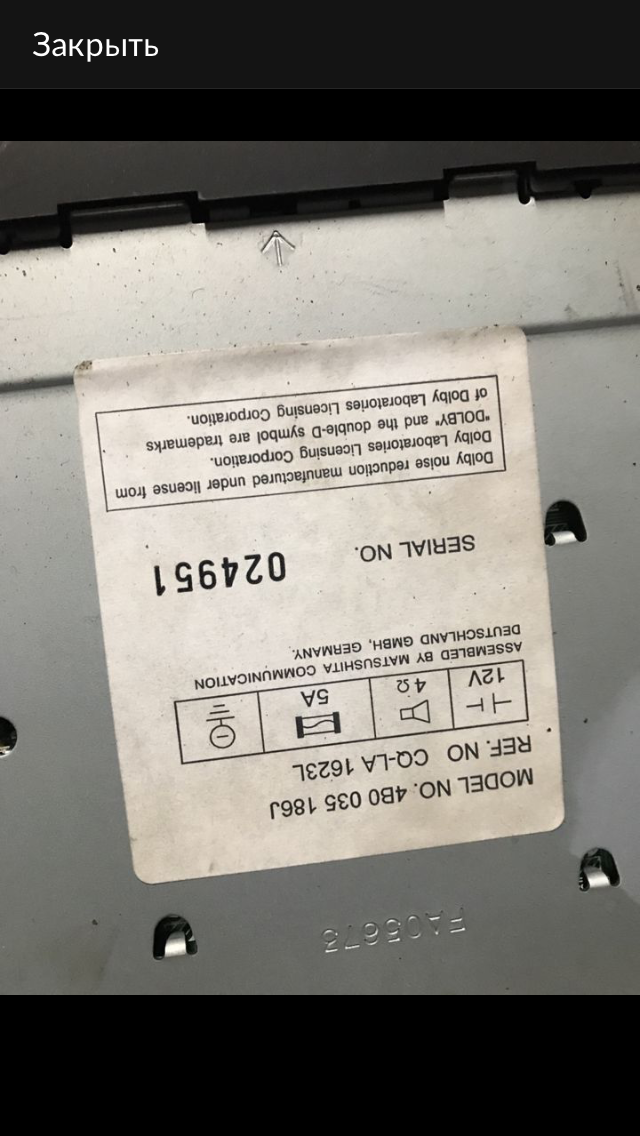 Закрыть
MODEL NO. 4B0 035 186J
REF. NO CQ-LA 1623L
12V 4Ω 5A
ASSEMBLED BY MATSUSHITA COMMUNICATION
DEUTSCHLAND GMBH, GERMANY.
SERIAL NO. 024951
Dolby noise reduction manufactured under license from
Dolby Laboratories Licensing Corporation.
"DOLBY" and the double-D symbol are trademarks
of Dolby Laboratories Licensing Corporation.
FA05673